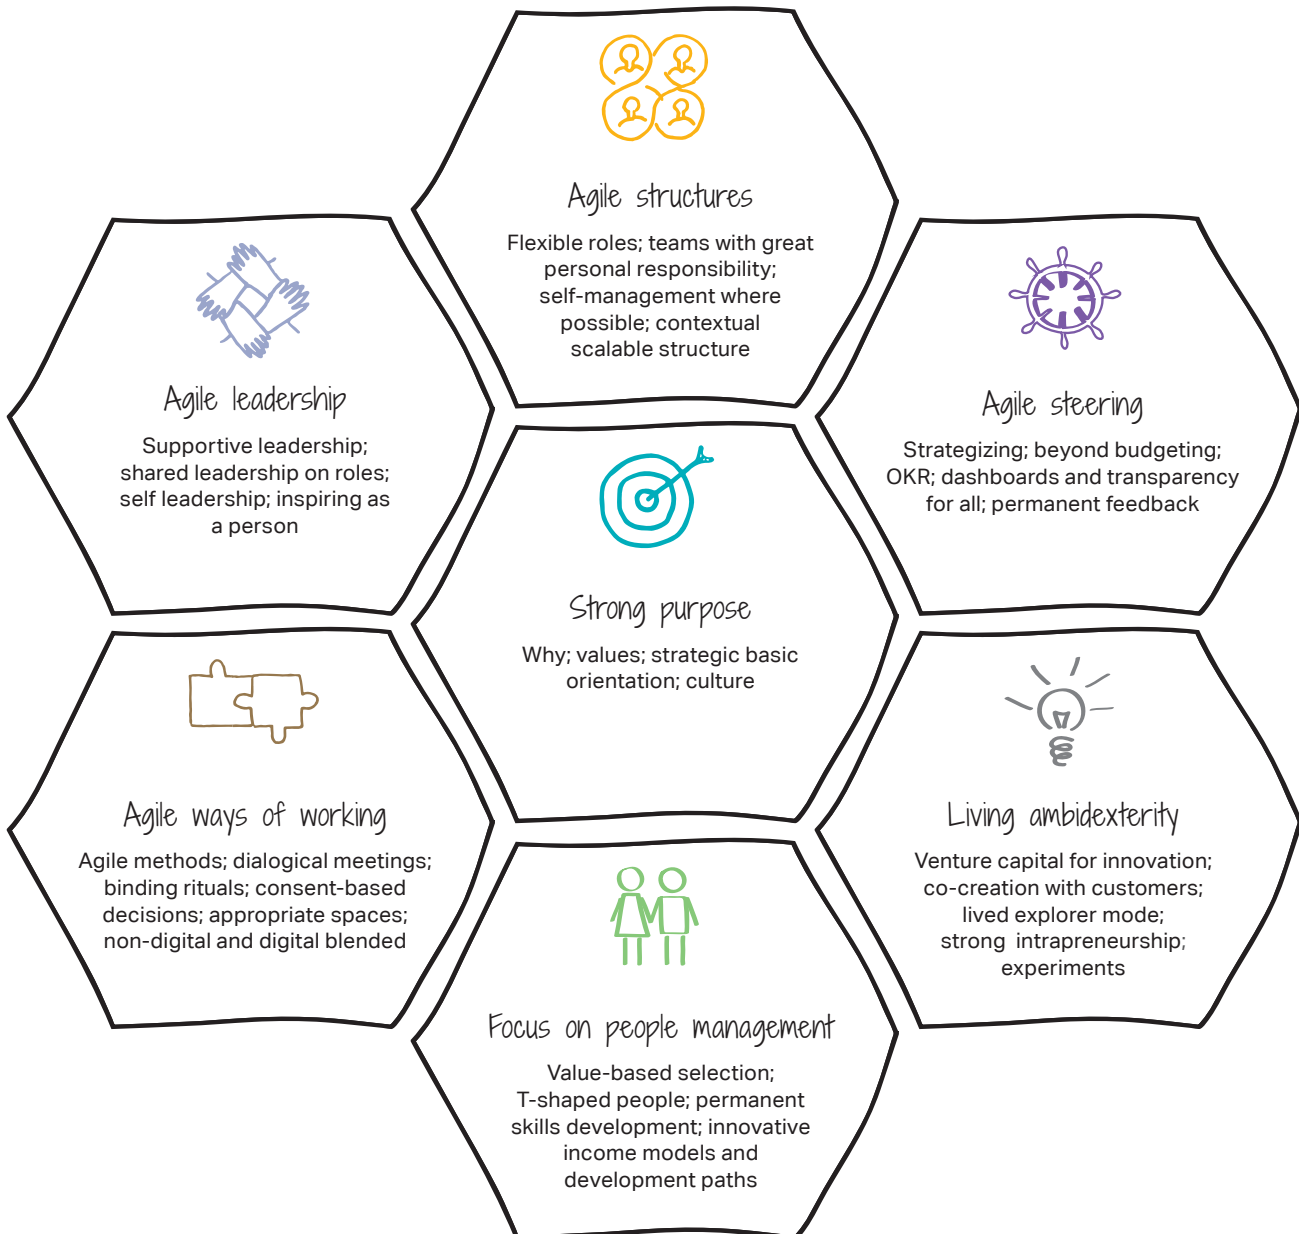 Agile structures
Flexible roles; teams with great
personal responsibility;
self-management where
possible; contextual
scalable structure
Agile leadership
Supportive leadership;
shared leadership on roles;
self leadership; inspiring as
a person
Agile steering
Strategizing; beyond budgeting;
OKR; dashboards and transparency
for all; permanent feedback
Strong purpose
Why; values; strategic basic
orientation; culture
Agile ways of working
Agile methods; dialogical meetings;
binding rituals; consent-based
decisions; appropriate spaces;
non-digital and digital blended
Living ambidexterity
Venture capital for innovation;
co-creation with customers;
lived explorer mode;
strong intrapreneurship;
experiments
Focus on people management
Value-based selection;
T-shaped people; permanent
skills development; innovative
income models and
development paths